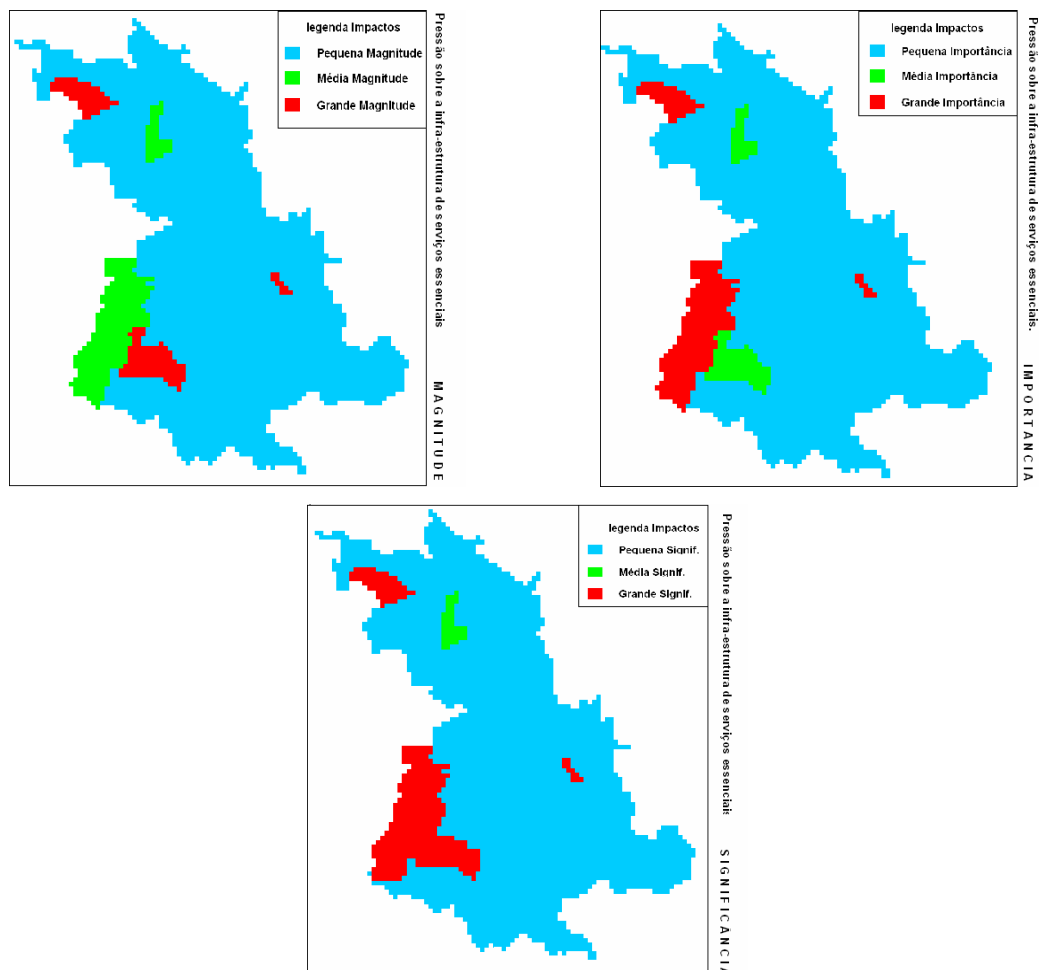 legenda Impactos
Pequena Magnitude
Média Magnitude
Grande Magnitude
Pressão sobre a infra-estrutura de serviços essenciais
MAGNITUDE
legenda Impactos
Pequena Importância
Média Importância
Grande Importância
Pressão sobre a infra-estrutura de serviços essenciais.
IMPORTANCIA
legenda Impactos
Pequena Signif.
Média Signif.
Grande Signif.
Pressão sobre a infra-estrutura de serviços essenciais
SIGNIFICÂNCIA